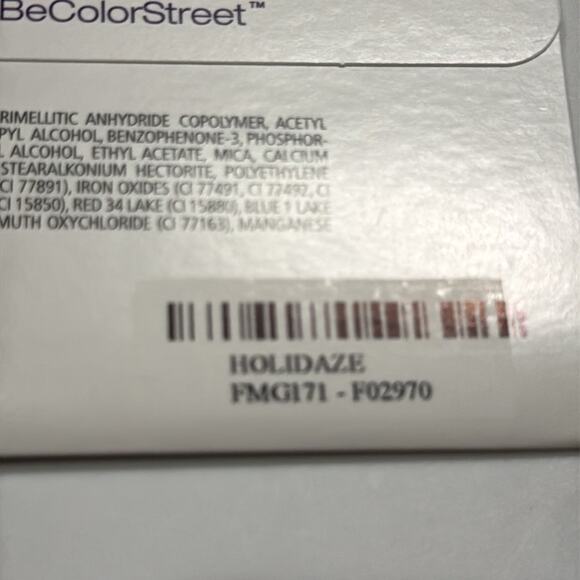 BeColorStreet™
RIMELLITIC ANHYDRIDE COPOLYMER, ACETYL
PYL ALCOHOL, BENZOPHENONE-3, PHOSPHOR-
L ALCOHOL, ETHYL ACETATE, MICA, CALCIUM
STEARALKONIUM HECTORITE, POLYETHYLENE
CI 77891), IRON OXIDES (CI 77491, CI 77492, CI
CI 15850), RED 34 LAKE (CI 15880), BLUE 1 LAKE
MUTH OXYCHLORIDE (CI 77163), MANGANESE
HOLIDAZE
FMG171 - F02970